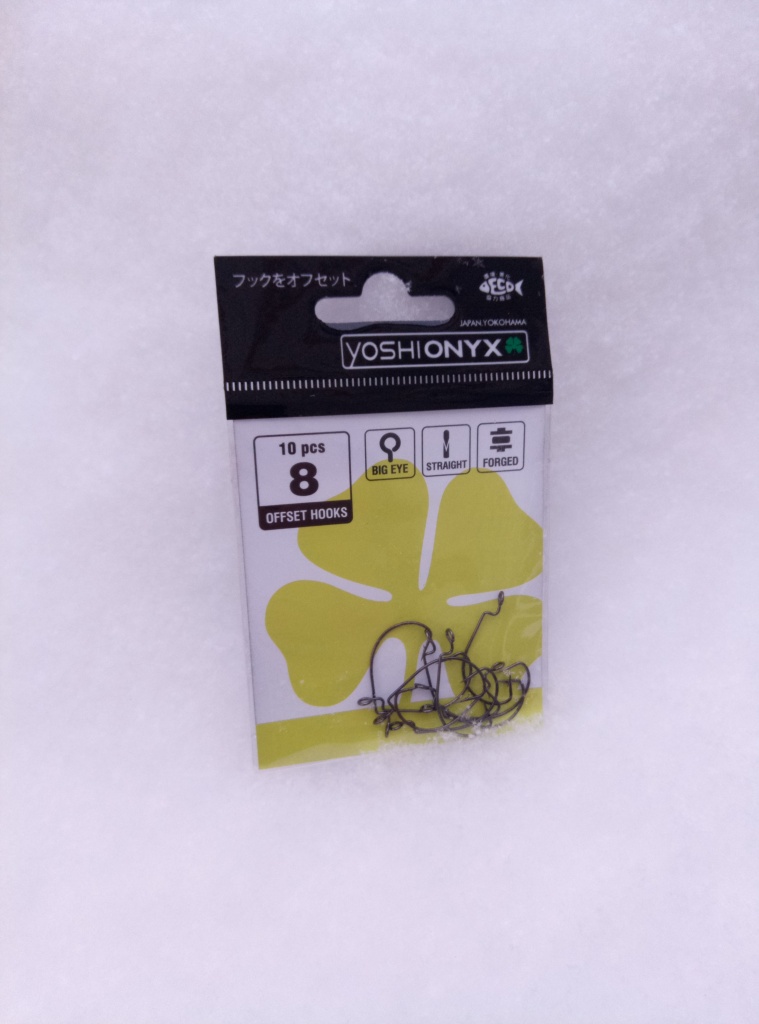 フックをオフセット
ECO
JAPAN.YOKOHAMA
yOSHIONYX
10 pcs
8
OFFSET HOOKS
BIG EYE
STRAIGHT
FORGED